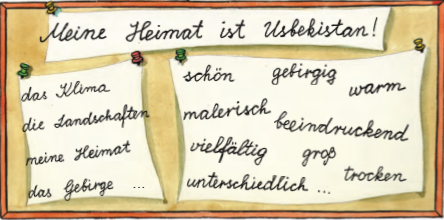 Meine Heimat ist Usbekistan!
das Klima
die Landschaften
meine Heimat
das Gebirge ...
schön gebirgig warm
malerisch beeindruckend
vielfältig groß trocken
unterschiedlich ...